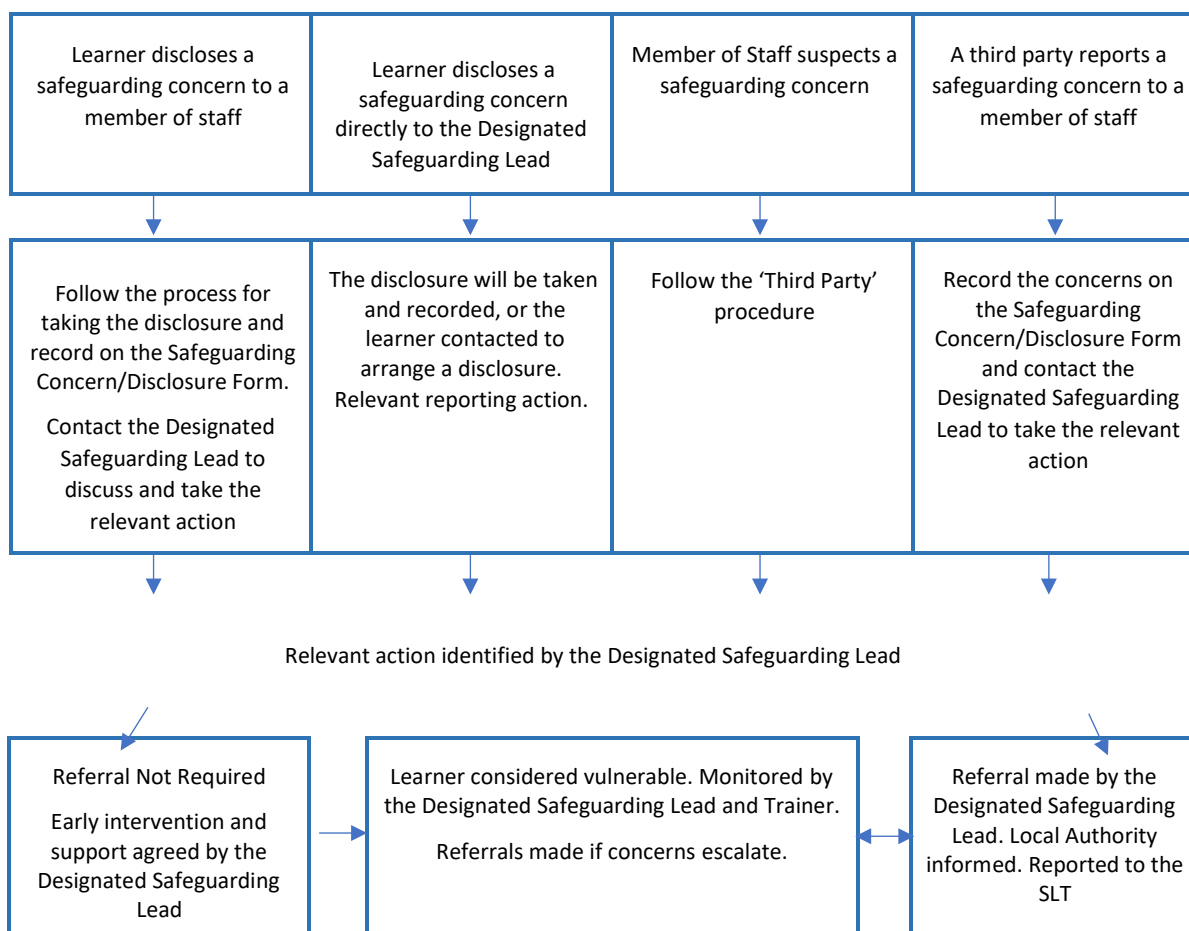 Learner discloses a
safeguarding concern to a
member of staff
Learner discloses a
safeguarding concern
directly to the Designated
Safeguarding Lead
Member of Staff suspects a
safeguarding concern
A third party reports a
safeguarding concern to a
member of staff
Follow the process for
taking the disclosure and
record on the Safeguarding
Concern/Disclosure Form.
Contact the Designated
Safeguarding Lead to
discuss and take the
relevant action
The disclosure will be taken
and recorded, or the
learner contacted to
arrange a disclosure.
Relevant reporting action.
Follow the ‘Third Party’
procedure
Record the concerns on
the Safeguarding
Concern/Disclosure Form
and contact the
Designated Safeguarding
Lead to take the relevant
action
Relevant action identified by the Designated Safeguarding Lead
Referral Not Required
Early intervention and
support agreed by the
Designated Safeguarding
Lead
Learner considered vulnerable. Monitored by
the Designated Safeguarding Lead and Trainer.
Referrals made if concerns escalate.
Referral made by the
Designated Safeguarding
Lead. Local Authority
informed. Reported to the
SLT